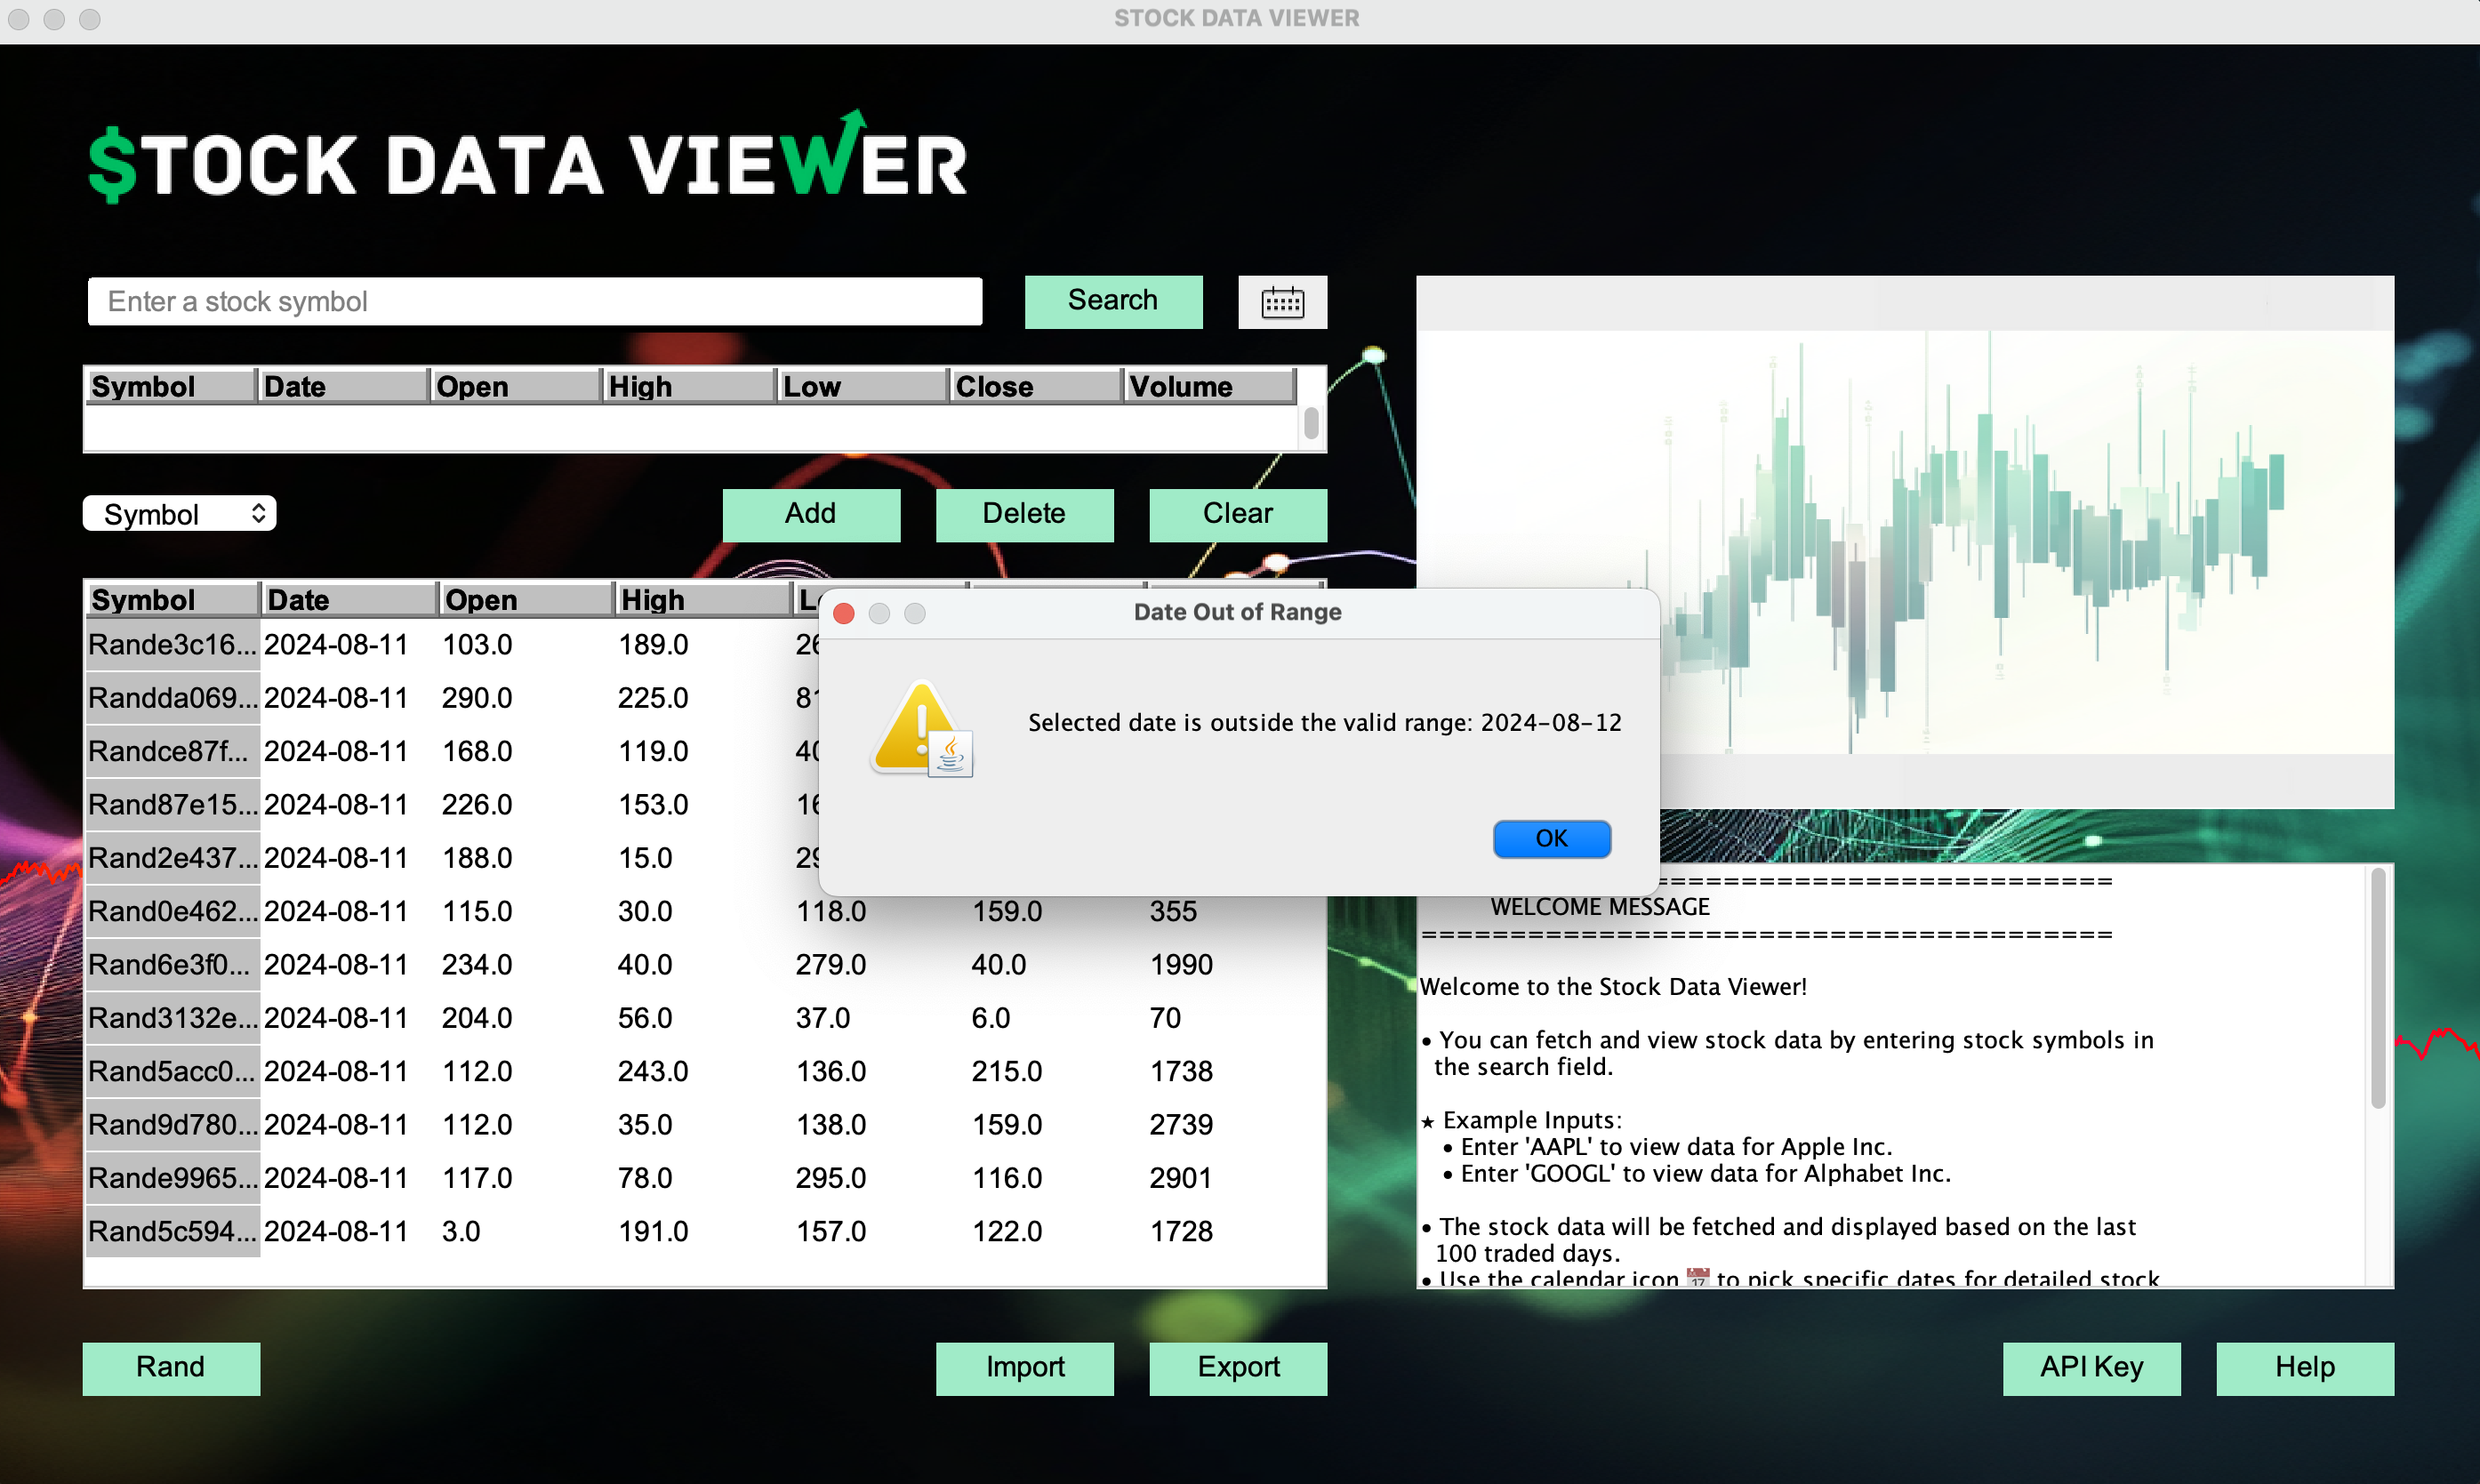 STOCK DATA VIEWER
$TOCK DATA VIEWER
Enter a stock symbol
Search
Symbol Date Open High Low Close Volume
Symbol
Add
Delete
Clear
Symbol Date Open High
Rande3c16... 2024-08-11 103.0 189.0
Randda069... 2024-08-11 290.0 225.0
Randce87f... 2024-08-11 168.0 119.0
Rand87e15... 2024-08-11 226.0 153.0
Rand2e437... 2024-08-11 188.0 15.0
Rand0e462... 2024-08-11 115.0 30.0 118.0 159.0 355
Rand6e3f0... 2024-08-11 234.0 40.0 279.0 40.0 1990
Rand3132e... 2024-08-11 204.0 56.0 37.0 6.0 70
Rand5acc0... 2024-08-11 112.0 243.0 136.0 215.0 1738
Rand9d780... 2024-08-11 112.0 35.0 138.0 159.0 2739
Rande9965... 2024-08-11 117.0 78.0 295.0 116.0 2901
Rand5c594... 2024-08-11 3.0 191.0 157.0 122.0 1728
Date Out of Range
Selected date is outside the valid range: 2024-08-12
OK
WELCOME MESSAGE
=======================================
Welcome to the Stock Data Viewer!
• You can fetch and view stock data by entering stock symbols in
the search field.
★ Example Inputs:
• Enter 'AAPL' to view data for Apple Inc.
• Enter 'GOOGL' to view data for Alphabet Inc.
• The stock data will be fetched and displayed based on the last
100 traded days.
• Use the calendar icon 📅 to pick specific dates for detailed stock
Rand
Import
Export
API Key
Help